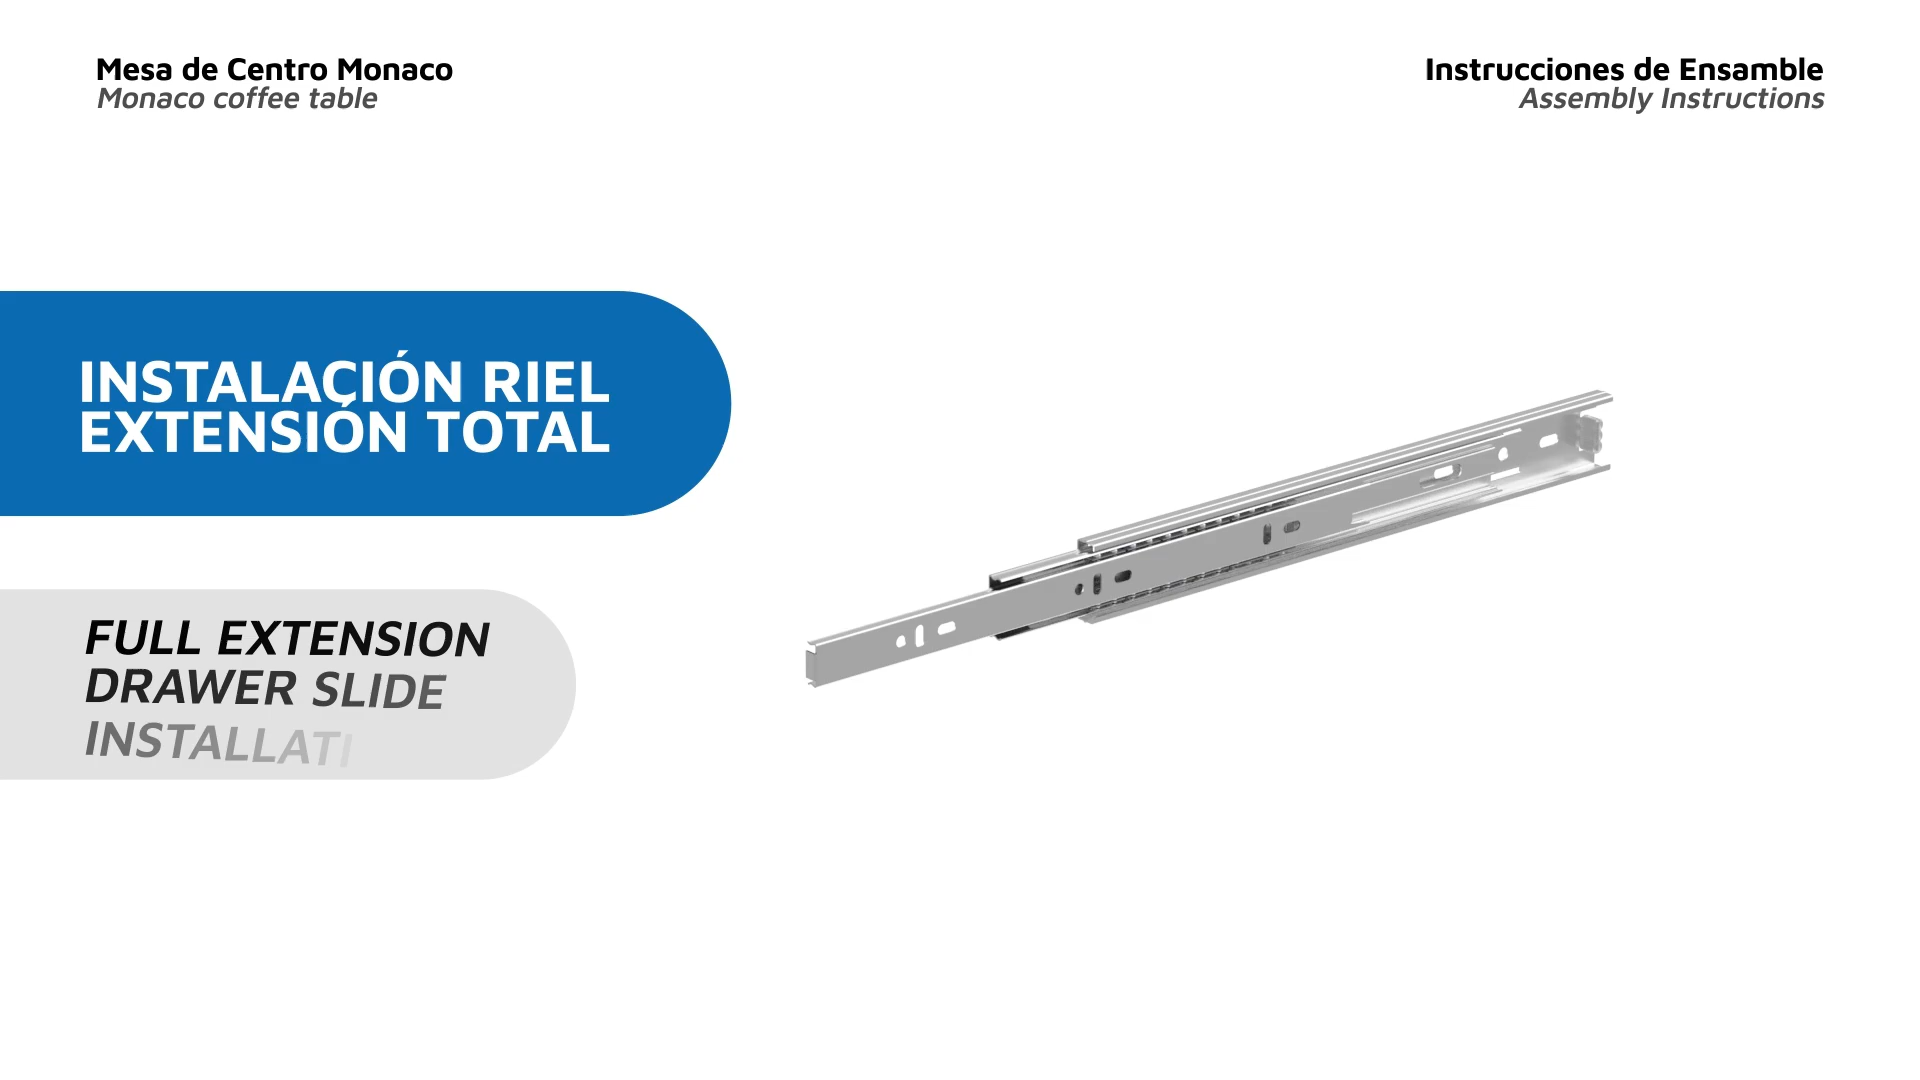 Mesa de Centro Monaco
Monaco coffee table
Instrucciones de Ensamble
Assembly Instructions
INSTALACIÓN RIEL
EXTENSIÓN TOTAL
FULL EXTENSION
DRAWER SLIDE
INSTALLATI